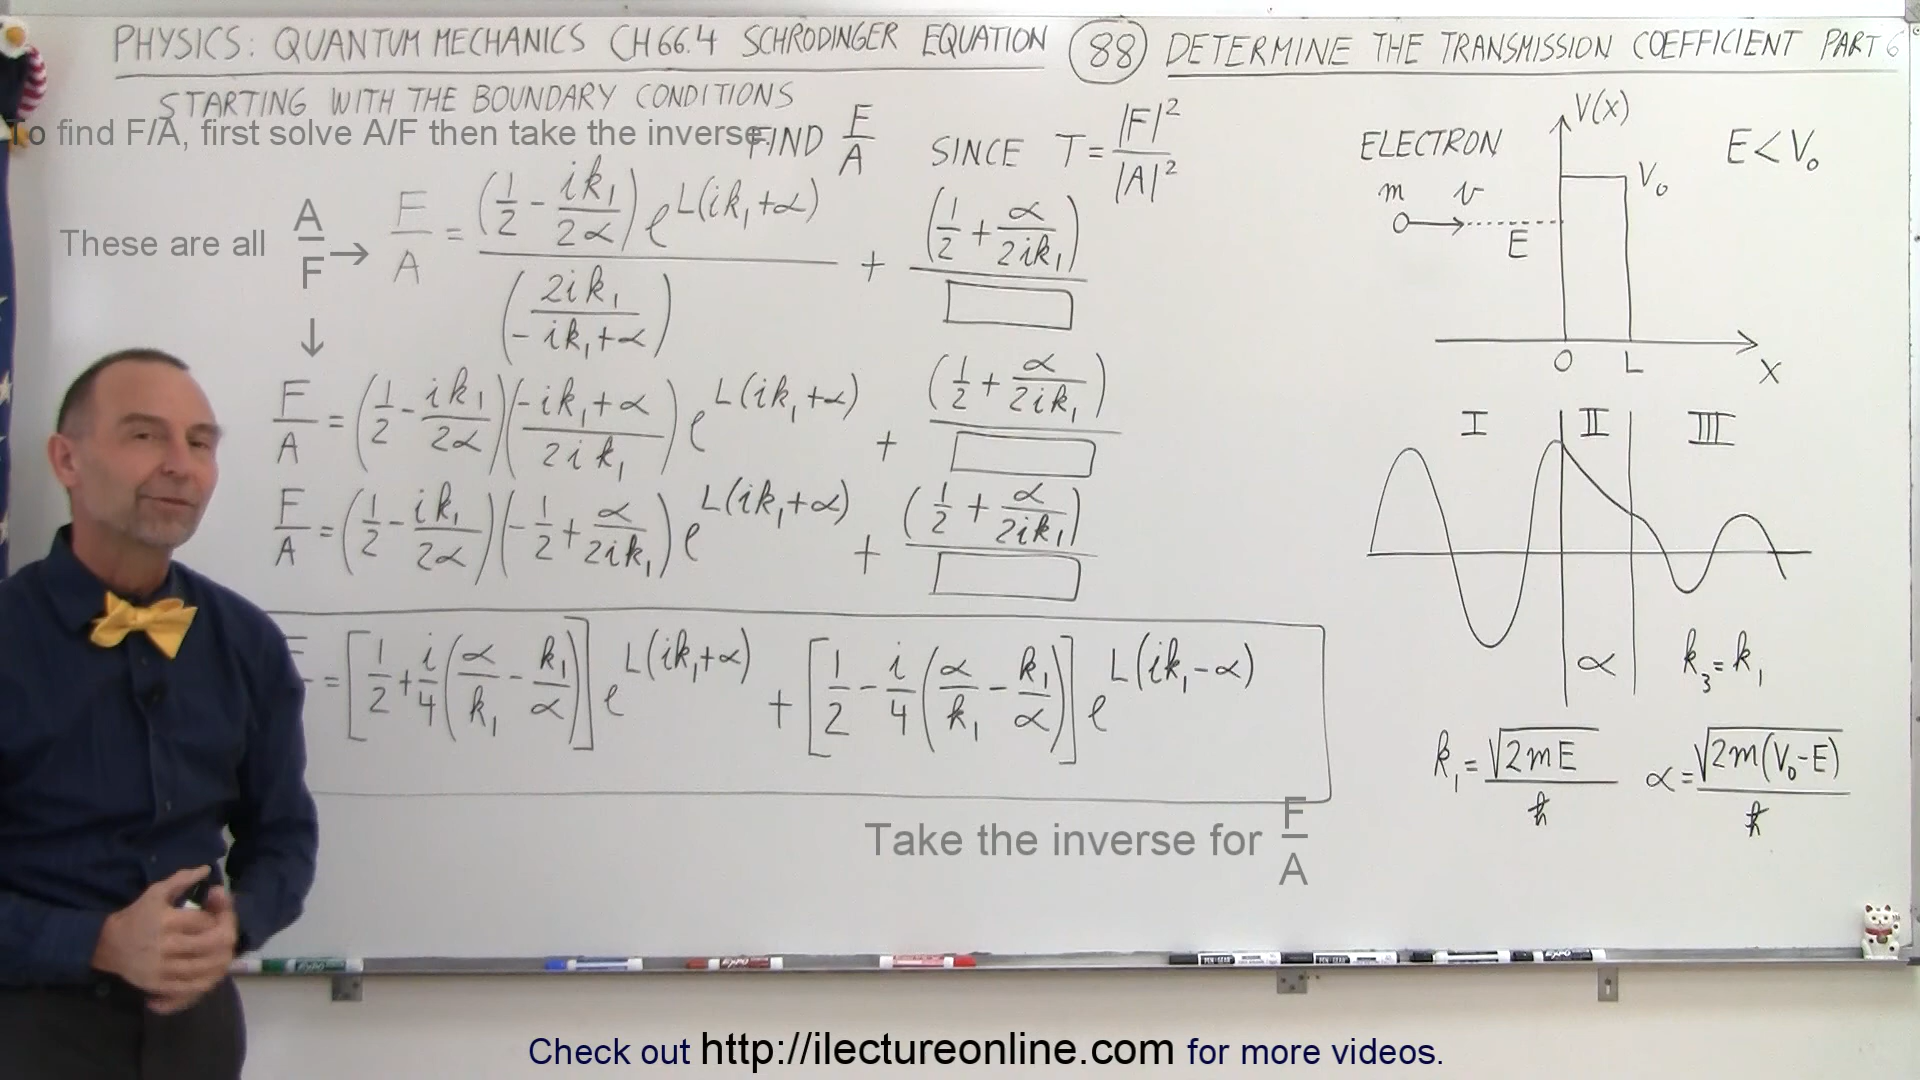 PHYSICS: QUANTUM MECHANICS CH 66.4 SCHRODINGER EQUATION 88 DETERMINE THE TRANSMISSION COEFFICIENT PART 6
STARTING WITH THE BOUNDARY CONDITIONS
To find F/A, first solve A/F then take the inverse.
FIND F/A SINCE T = |F|²/|A|²
These are all A/F → ↓
F/A = (1/2 - ik₁/2α) e^L(ik₁+α) / (2ik₁/-ik₁+α) + (1/2 + α/2ik₁) / □
F/A = (1/2 - ik₁/2α)(-ik₁+α/2ik₁) e^L(ik₁+α) + (1/2 + α/2ik₁) / □
F/A = (1/2 - ik₁/2α)(-1/2 + α/2ik₁) e^L(ik₁+α) + (1/2 + α/2ik₁) / □
= [1/2 + i/4(α/k₁ - k₁/α)] e^L(ik₁+α) + [1/2 - i/4(α/k₁ - k₁/α)] e^L(ik₁-α)
Take the inverse for F/A
V(x)
ELECTRON E < V₀
m v V₀
E
O L X
I II III
α k₃ = k₁
k₁ = √2mE/ħ α = √2m(V₀-E)/ħ
EXPO
EXPO
Check out http://ilectureonline.com for more videos.